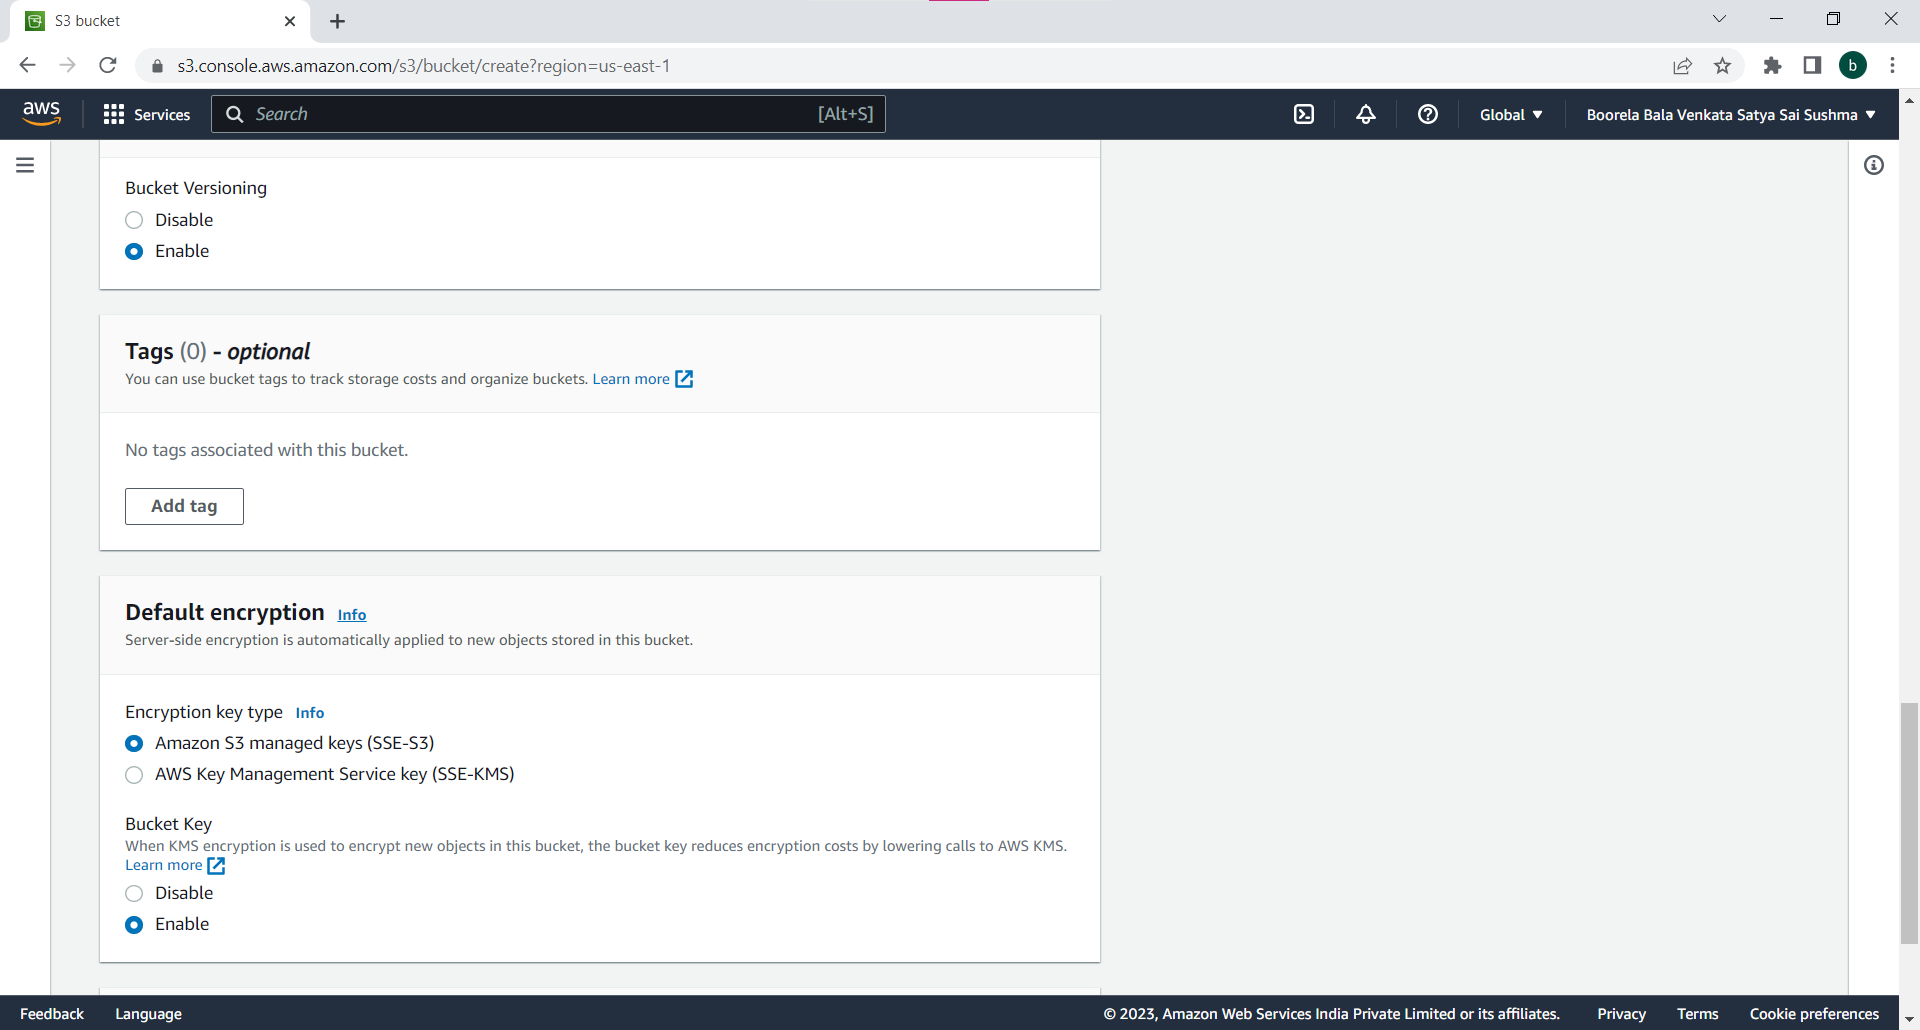 S3 bucket
s3.console.aws.amazon.com/s3/bucket/create?region=us-east-1
b
aws
Services
Search
[Alt+S]
Global
Boorela Bala Venkata Satya Sai Sushma
Bucket Versioning
Disable
Enable
Tags (0) - optional
You can use bucket tags to track storage costs and organize buckets. Learn more
No tags associated with this bucket.
Add tag
Default encryption Info
Server-side encryption is automatically applied to new objects stored in this bucket.
Encryption key type Info
Amazon S3 managed keys (SSE-S3)
AWS Key Management Service key (SSE-KMS)
Bucket Key
When KMS encryption is used to encrypt new objects in this bucket, the bucket key reduces encryption costs by lowering calls to AWS KMS.
Learn more
Disable
Enable
Feedback
Language
© 2023, Amazon Web Services India Private Limited or its affiliates.
Privacy
Terms
Cookie preferences